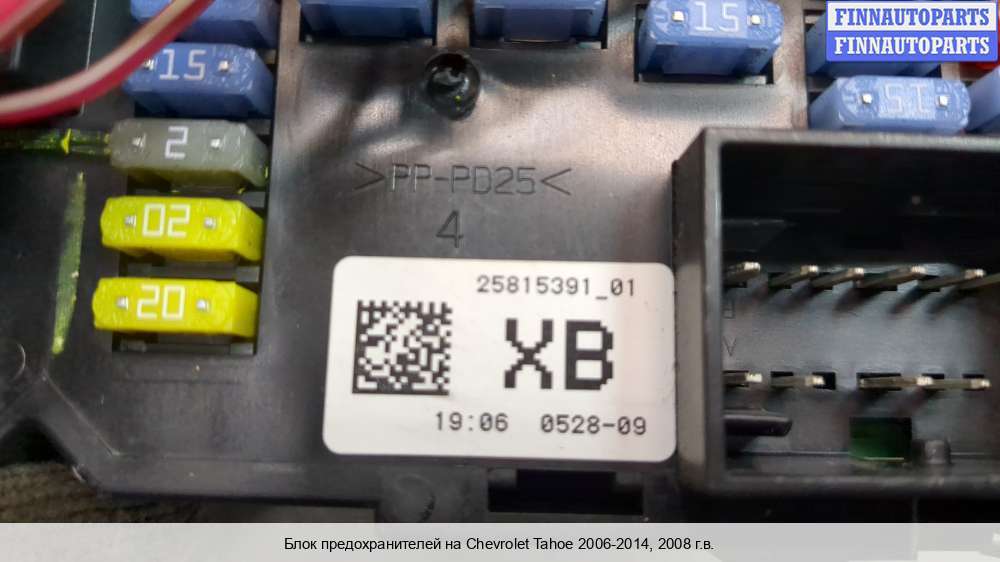 15
FINNAUTOPARTS
FINNAUTOPARTS
15
15
2
>PP-PD25<
4
20
20
25815391_01
XB
19:06 0528-09
Блок предохранителей на Chevrolet Tahoe 2006-2014, 2008 г.в.